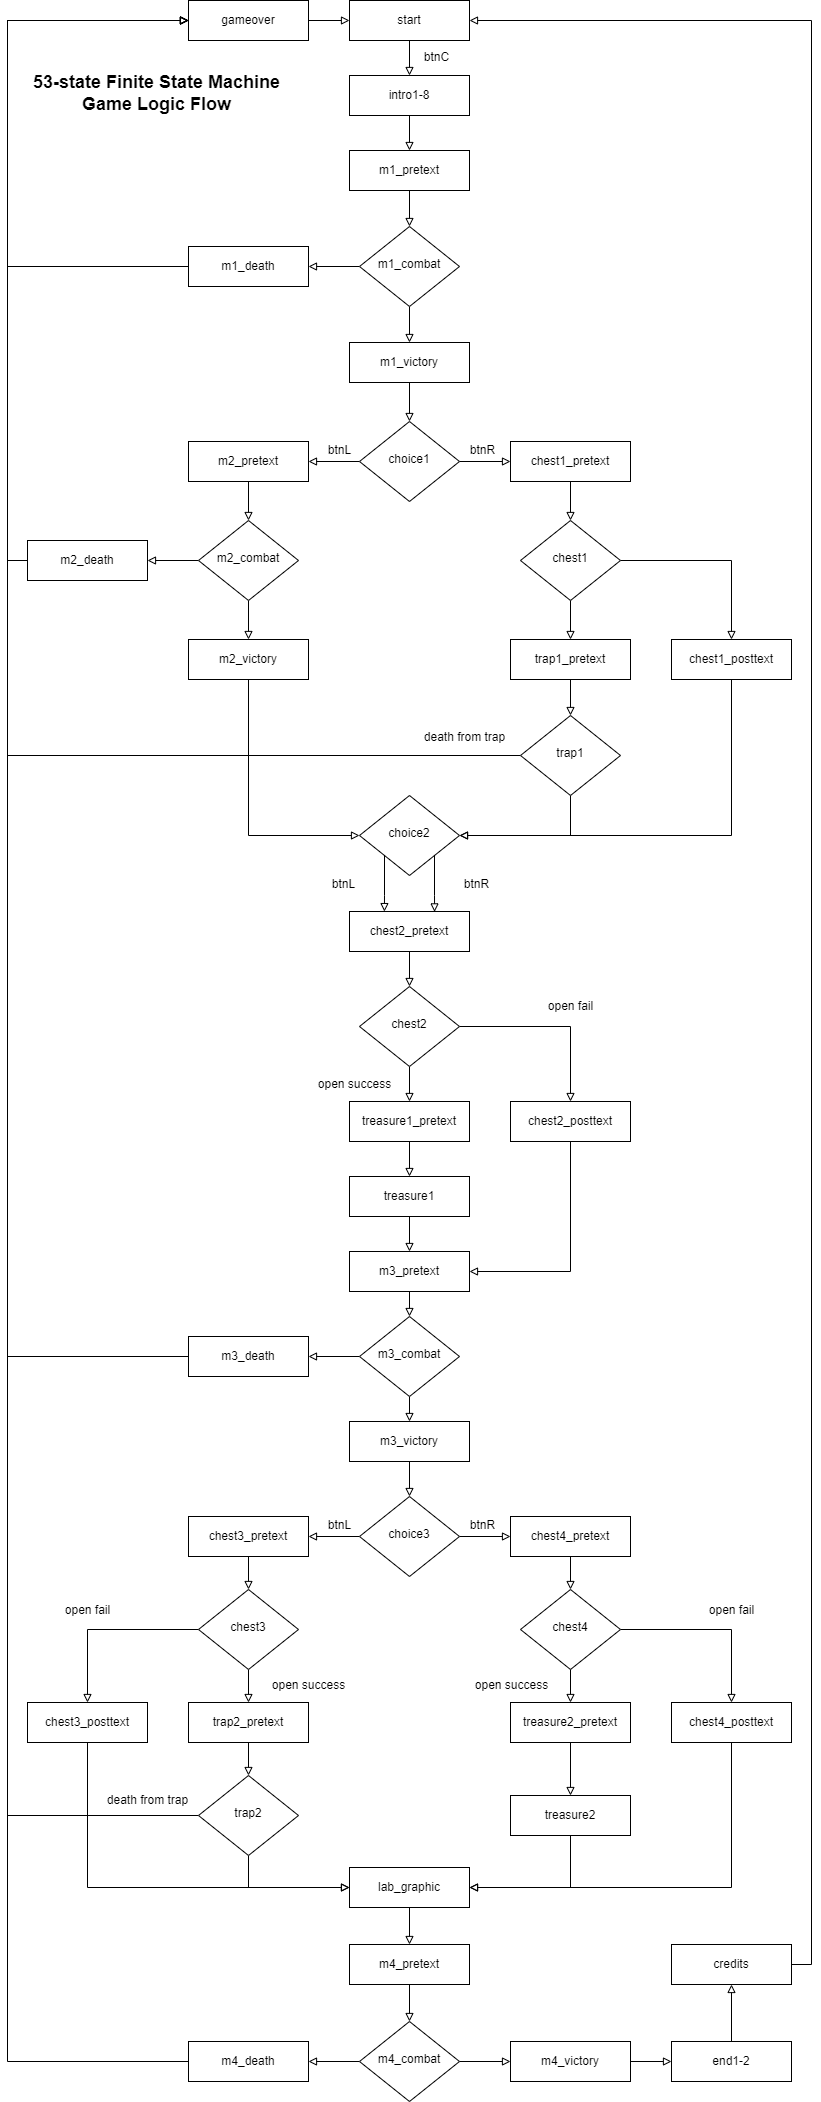 gameover
start
btnC
53-state Finite State Machine
Game Logic Flow
intro1-8
m1_pretext
m1_death
m1_combat
m1_victory
m2_pretext
btnL
choice1
btnR
chest1_pretext
m2_death
m2_combat
chest1
m2_victory
trap1_pretext
chest1_posttext
death from trap
trap1
choice2
btnL
btnR
chest2_pretext
open fail
chest2
open success
treasure1_pretext
chest2_posttext
treasure1
m3_pretext
m3_death
m3_combat
m3_victory
chest3_pretext
btnL
choice3
btnR
chest4_pretext
open fail
chest3
chest4
open fail
open success
open success
chest3_posttext
trap2_pretext
treasure2_pretext
chest4_posttext
death from trap
trap2
treasure2
lab_graphic
m4_pretext
credits
m4_death
m4_combat
m4_victory
end1-2